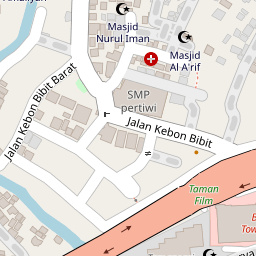 Masjid
Nurul Iman
Masjid
Al A'rif
SMP
pertiwi
Jalan Kebon Bibit Barat
Jalan Kebon Bibit
Taman
Film